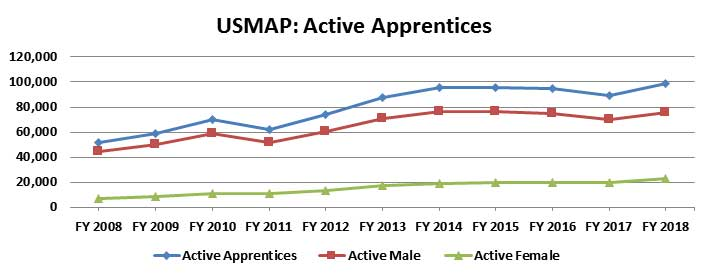 USMAP: Active Apprentices
120,000
100,000
80,000
60,000
40,000
20,000
0
FY 2008 FY 2009 FY 2010 FY 2011 FY 2012 FY 2013 FY 2014 FY 2015 FY 2016 FY 2017 FY 2018
Active Apprentices Active Male Active Female